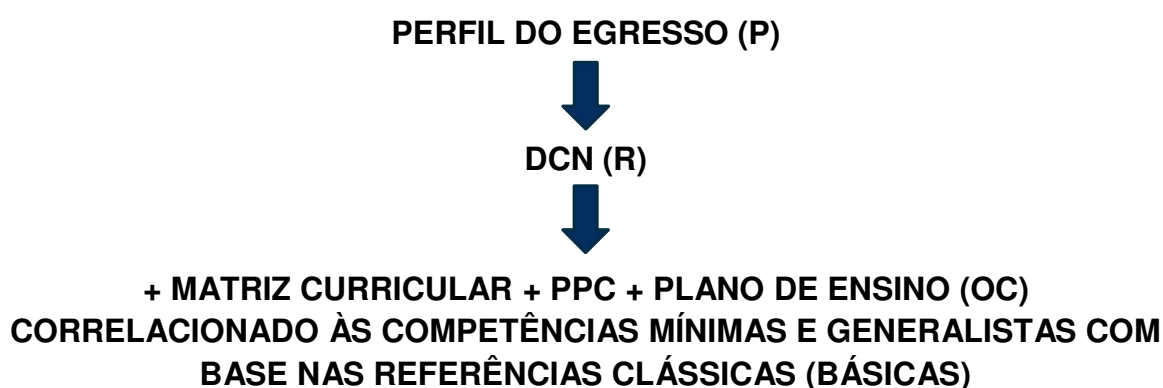 PERFIL DO EGRESSO (P)
DCN (R)
+ MATRIZ CURRICULAR + PPC + PLANO DE ENSINO (OC)
CORRELACIONADO ÀS COMPETÊNCIAS MÍNIMAS E GENERALISTAS COM
BASE NAS REFERÊNCIAS CLÁSSICAS (BÁSICAS)